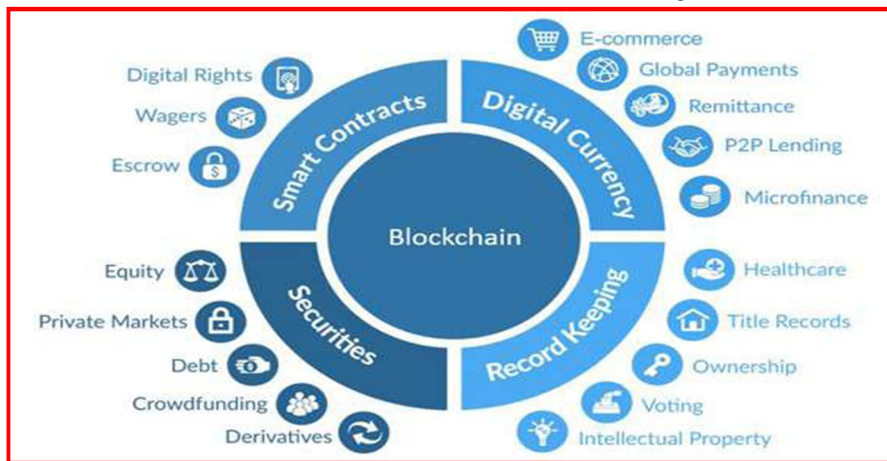 Digital Rights
Wagers
Escrow
Smart Contracts
Digital Currency
E-commerce
Global Payments
Remittance
P2P Lending
Microfinance
Blockchain
Equity
Private Markets
Debt
Crowdfunding
Derivatives
Securities
Record Keeping
Healthcare
Title Records
Ownership
Voting
Intellectual Property